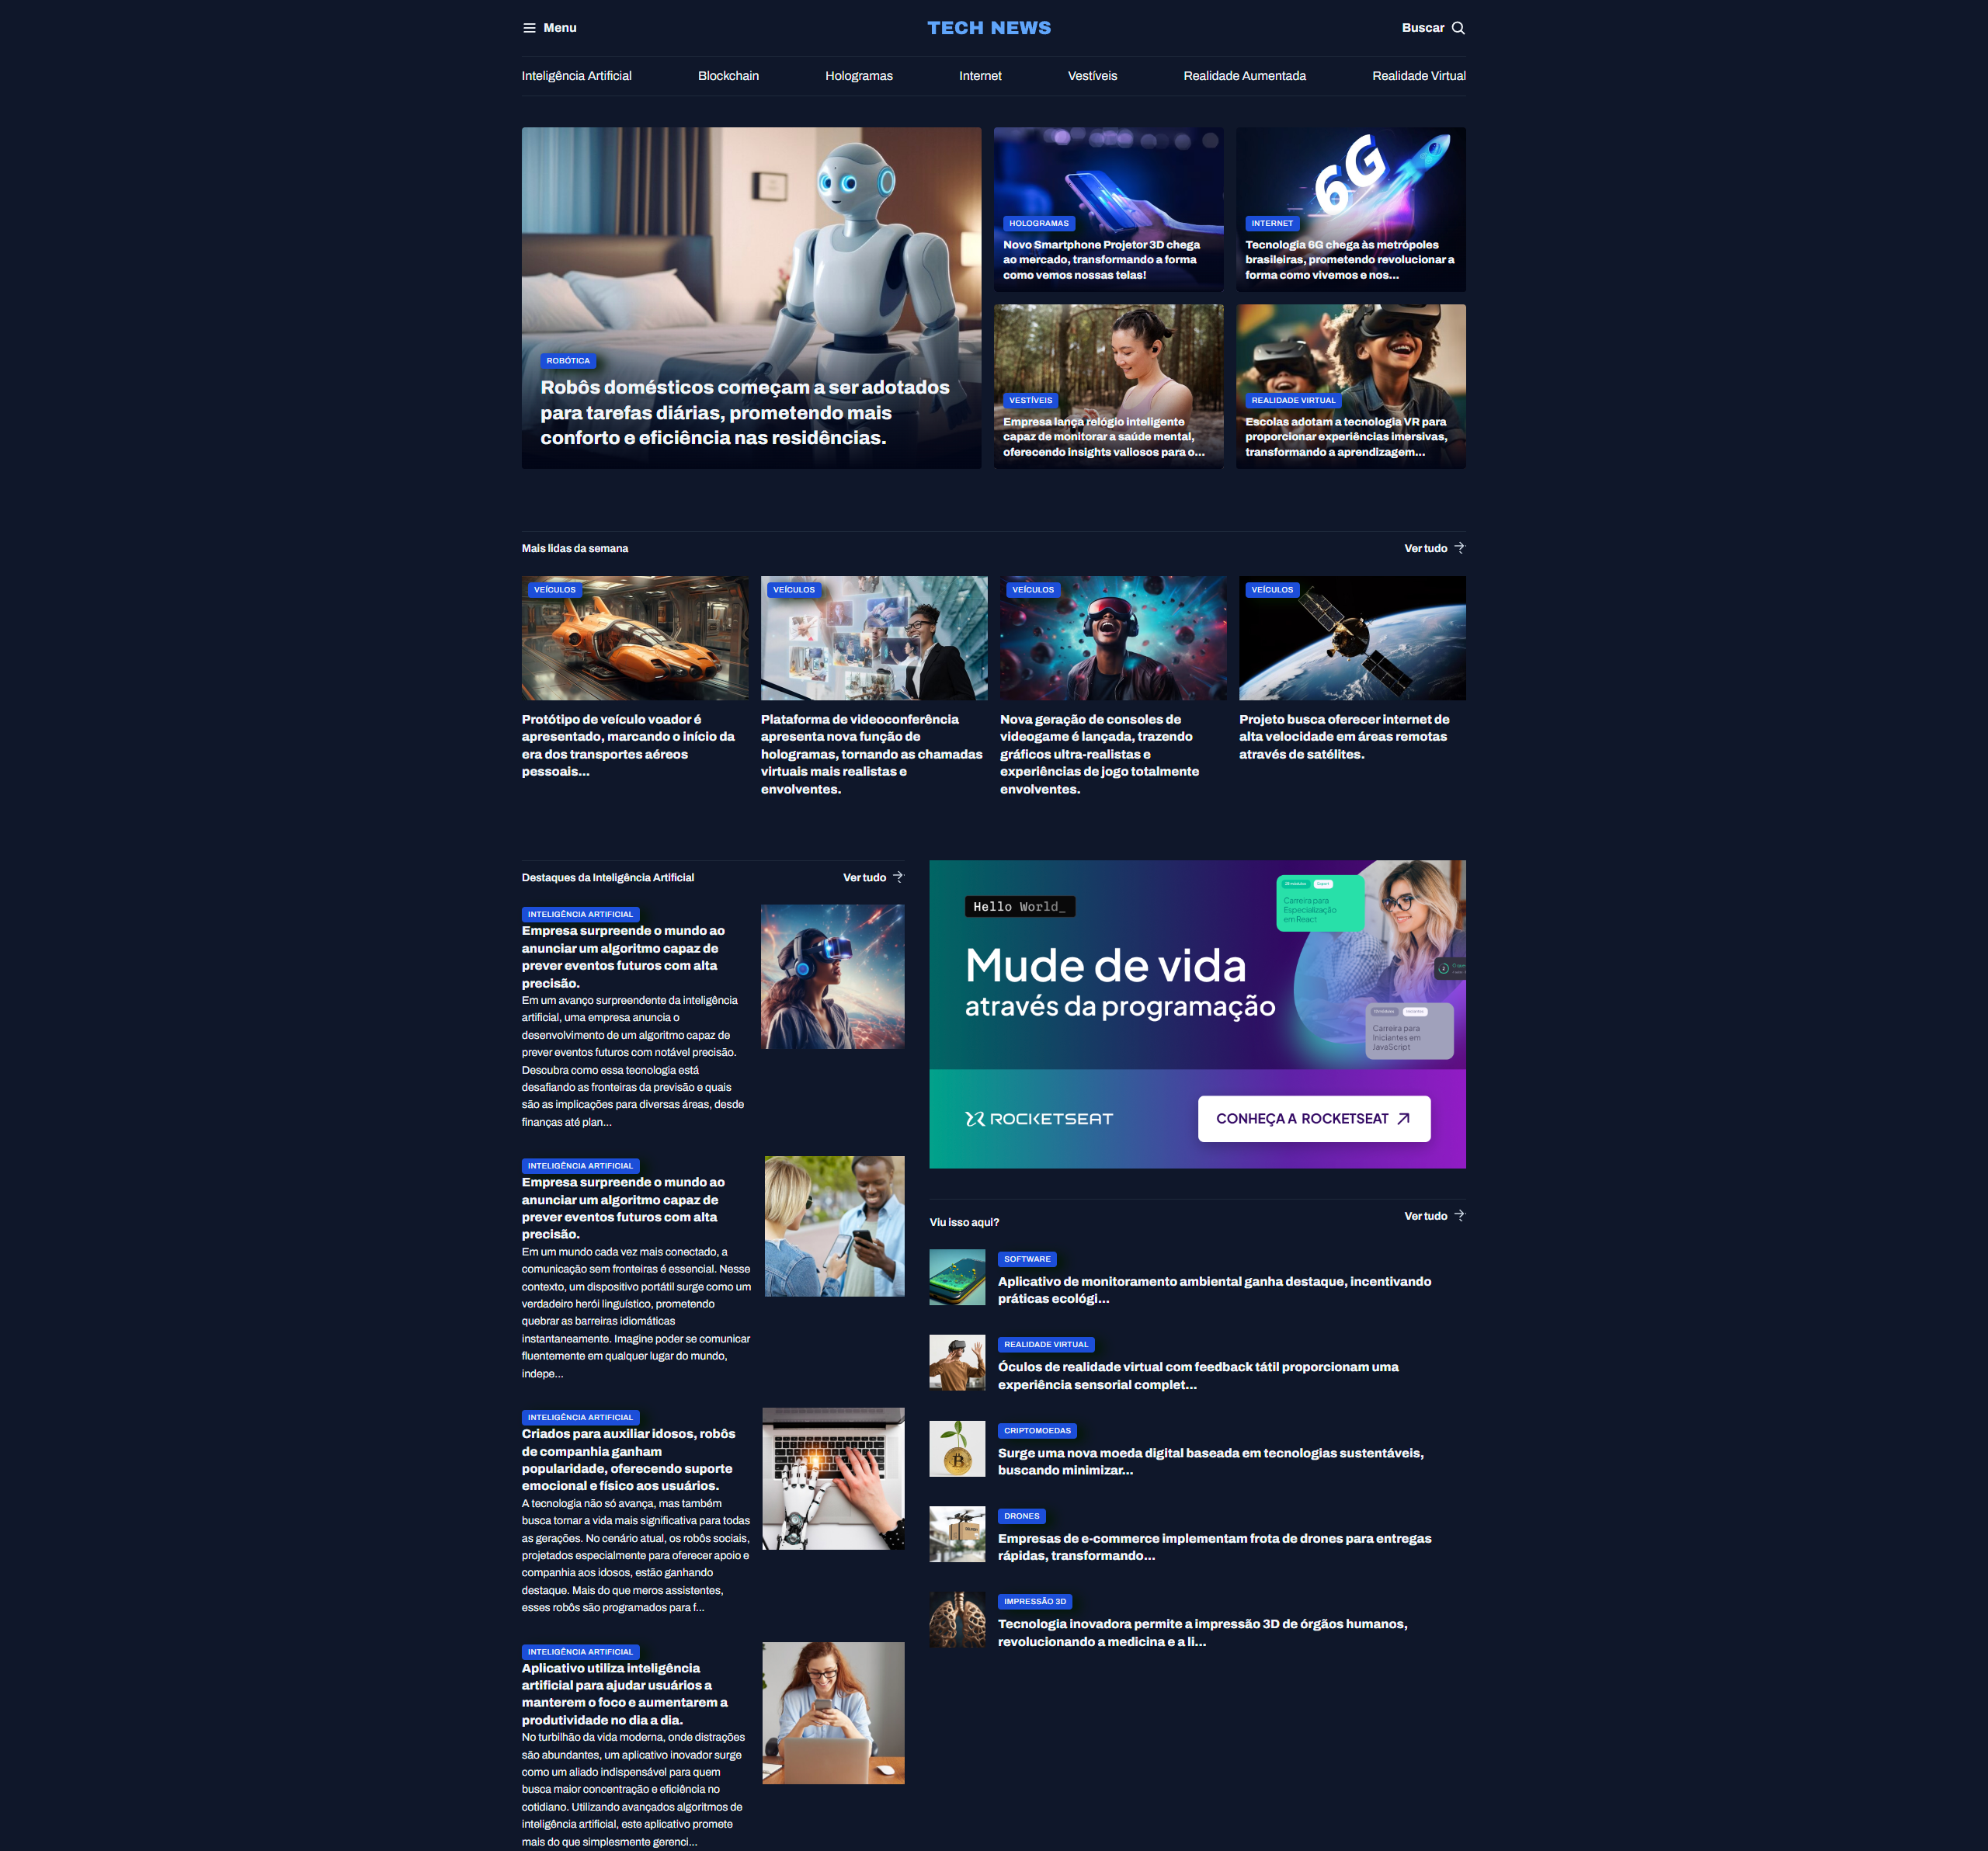 Menu
TECH NEWS
Buscar
Inteligência Artificial
Blockchain
Hologramas
Internet
Vestíveis
Realidade Aumentada
Realidade Virtual
ROBÓTICA
Robôs domésticos começam a ser adotados
para tarefas diárias, prometendo mais
conforto e eficiência nas residências.
HOLOGRAMAS
Novo Smartphone Projetor 3D chega
ao mercado, transformando a forma
como vemos nossas telas!
6G
INTERNET
Tecnologia 6G chega às metrópoles
brasileiras, prometendo revolucionar a
forma como vivemos e nos...
VESTÍVEIS
Empresa lança relógio inteligente
capaz de monitorar a saúde mental,
oferecendo insights valiosos para o...
REALIDADE VIRTUAL
Escolas adotam a tecnologia VR para
proporcionar experiências imersivas,
transformando a aprendizagem...
Mais lidas da semana
Ver tudo
VEÍCULOS
Protótipo de veículo voador é
apresentado, marcando o início da
era dos transportes aéreos
pessoais...
VEÍCULOS
Plataforma de videoconferência
apresenta nova função de
hologramas, tornando as chamadas
virtuais mais realistas e
envolventes.
VEÍCULOS
Nova geração de consoles de
videogame é lançada, trazendo
gráficos ultra-realistas e
experiências de jogo totalmente
envolventes.
VEÍCULOS
Projeto busca oferecer internet de
alta velocidade em áreas remotas
através de satélites.
Destaques da Inteligência Artificial
Ver tudo
INTELIGÊNCIA ARTIFICIAL
Empresa surpreende o mundo ao
anunciar um algoritmo capaz de
prever eventos futuros com alta
precisão.
Em um avanço surpreendente da inteligência
artificial, uma empresa anuncia o
desenvolvimento de um algoritmo capaz de
prever eventos futuros com notável precisão.
Descubra como essa tecnologia está
desafiando as fronteiras da previsão e quais
são as implicações para diversas áreas, desde
finanças até plan...
INTELIGÊNCIA ARTIFICIAL
Empresa surpreende o mundo ao
anunciar um algoritmo capaz de
prever eventos futuros com alta
precisão.
Em um mundo cada vez mais conectado, a
comunicação sem fronteiras é essencial. Nesse
contexto, um dispositivo portátil surge como um
verdadeiro herói linguístico, prometendo
quebrar as barreiras idiomáticas
instantaneamente. Imagine poder se comunicar
fluentemente em qualquer lugar do mundo,
indepe...
INTELIGÊNCIA ARTIFICIAL
Criados para auxiliar idosos, robôs
de companhia ganham
popularidade, oferecendo suporte
emocional e físico aos usuários.
A tecnologia não só avança, mas também
busca tornar a vida mais significativa para todas
as gerações. No cenário atual, os robôs sociais,
projetados especialmente para oferecer apoio e
companhia aos idosos, estão ganhando
destaque. Mais do que meros assistentes,
esses robôs são programados para f...
INTELIGÊNCIA ARTIFICIAL
Aplicativo utiliza inteligência
artificial para ajudar usuários a
manterem o foco e aumentarem a
produtividade no dia a dia.
No turbilhão da vida moderna, onde distrações
são abundantes, um aplicativo inovador surge
como um aliado indispensável para quem
busca maior concentração e eficiência no
cotidiano. Utilizando avançados algoritmos de
inteligência artificial, este aplicativo promete
mais do que simplesmente gerenci...
Hello World_
Mude de vida
através da programação
Carreira para
Especialização
em React
Carreira para
Iniciantes em
JavaScript
ROCKETSEAT
CONHEÇA A ROCKETSEAT
Viu isso aqui?
Ver tudo
SOFTWARE
Aplicativo de monitoramento ambiental ganha destaque, incentivando
práticas ecológi...
REALIDADE VIRTUAL
Óculos de realidade virtual com feedback tátil proporcionam uma
experiência sensorial complet...
CRIPTOMOEDAS
Surge uma nova moeda digital baseada em tecnologias sustentáveis,
buscando minimizar...
DRONES
Empresas de e-commerce implementam frota de drones para entregas
rápidas, transformando...
IMPRESSÃO 3D
Tecnologia inovadora permite a impressão 3D de órgãos humanos,
revolucionando a medicina e a li...